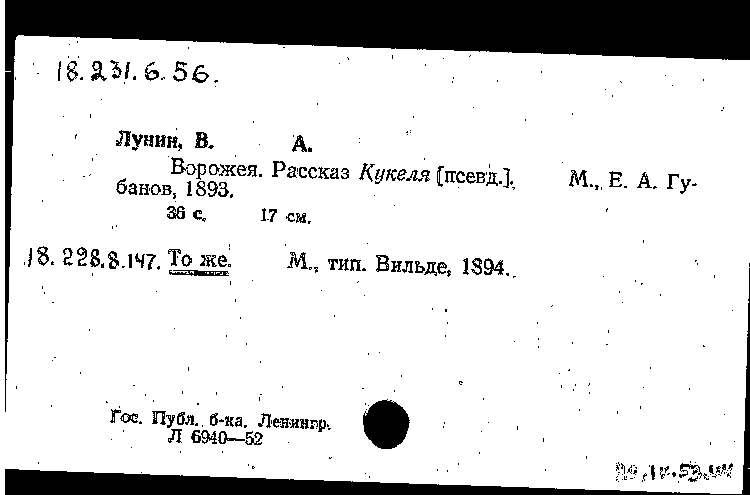 18.231.6.56.
Лунин, В. А.
Ворожея. Рассказ Кукеля [псевд.]. М., Е. А. Гу-
банов, 1893.
36 с. 17 см.
18.228.8.147. То же. М., тип. Вильде, 1894.
Гос. Публ. б-ка. Ленингр.
Л 6940—52